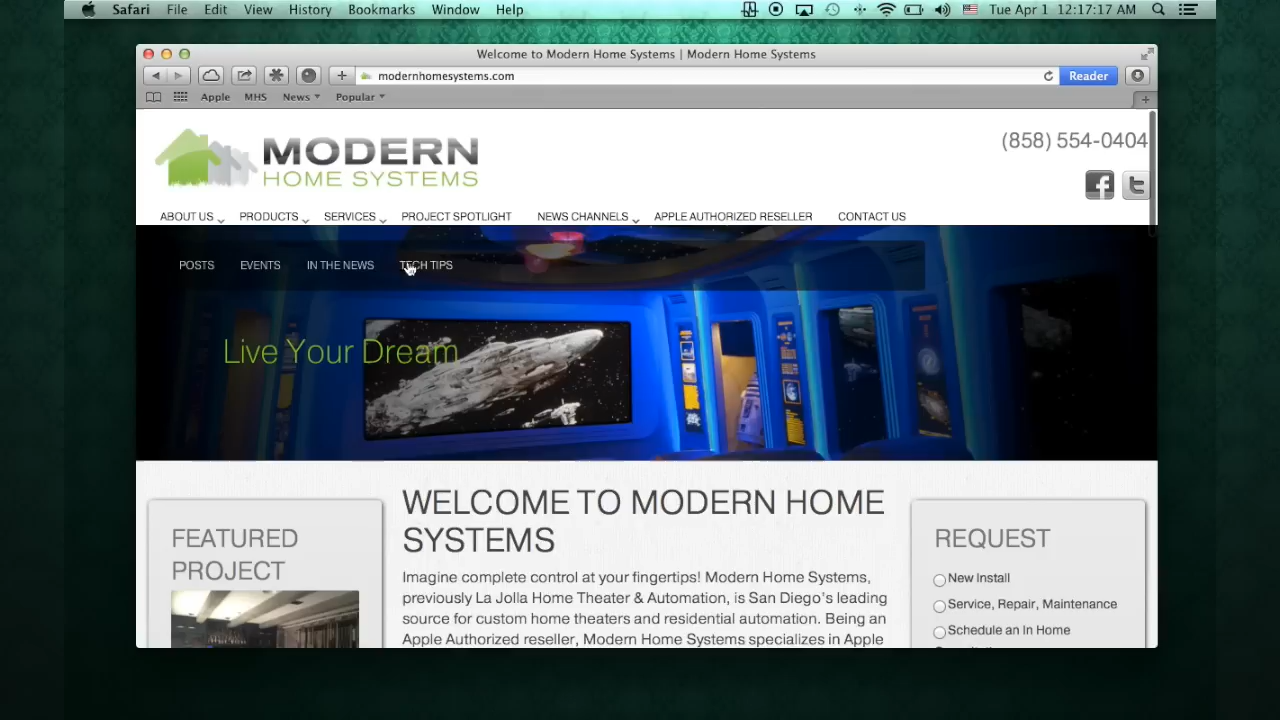 Safari File Edit View History Bookmarks Window Help Tue Apr 1 12:17:17 AM
Welcome to Modern Home Systems | Modern Home Systems
modernhomesystems.com Reader
Apple MHS News Popular
MODERN
HOME SYSTEMS
(858) 554-0404
ABOUT US PRODUCTS SERVICES PROJECT SPOTLIGHT NEWS CHANNELS APPLE AUTHORIZED RESELLER CONTACT US
POSTS EVENTS IN THE NEWS TECH TIPS
Live Your Dream
WELCOME TO MODERN HOME
SYSTEMS
Imagine complete control at your fingertips! Modern Home Systems,
previously La Jolla Home Theater & Automation, is San Diego's leading
source for custom home theaters and residential automation. Being an
Apple Authorized reseller, Modern Home Systems specializes in Apple
FEATURED
PROJECT
REQUEST
New Install
Service, Repair, Maintenance
Schedule an In Home